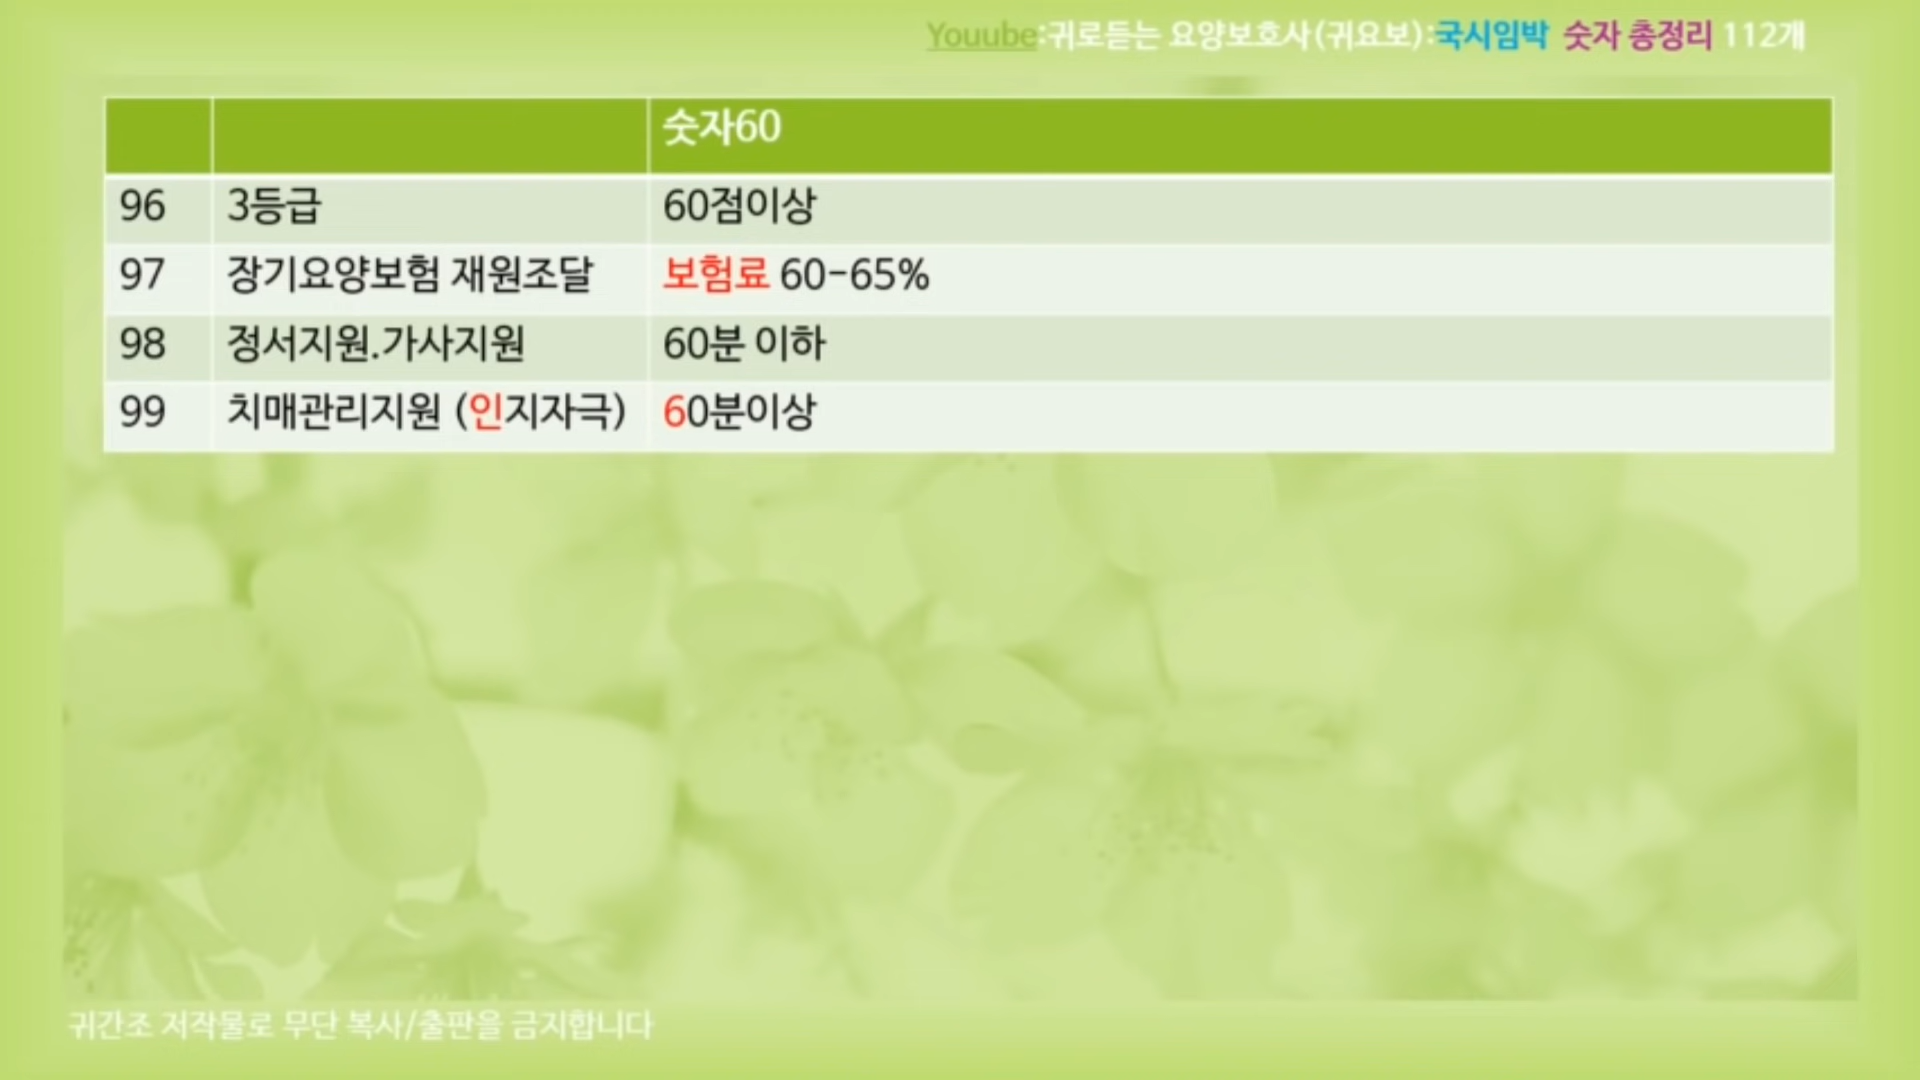 Youube:귀로듣는 요양보호사(귀요보):국시임박 숫자 총정리 112개
숫자60
96 3등급 60점이상
97 장기요양보험 재원조달 보험료 60-65%
98 정서지원.가사지원 60분 이하
99 치매관리지원 (인지자극) 60분이상
귀간조 저작물로 무단 복사/출판을 금지합니다